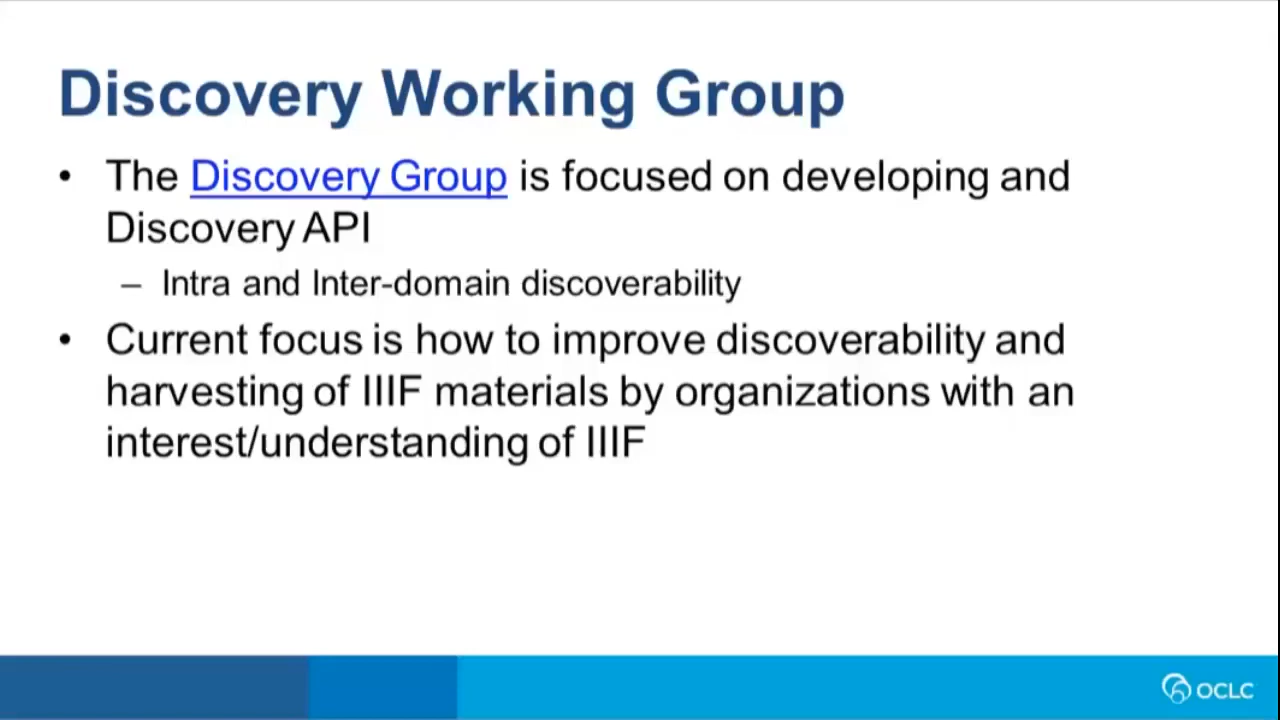 Discovery Working Group
• The Discovery Group is focused on developing and
Discovery API
– Intra and Inter-domain discoverability
• Current focus is how to improve discoverability and
harvesting of IIIF materials by organizations with an
interest/understanding of IIIF
OCLC